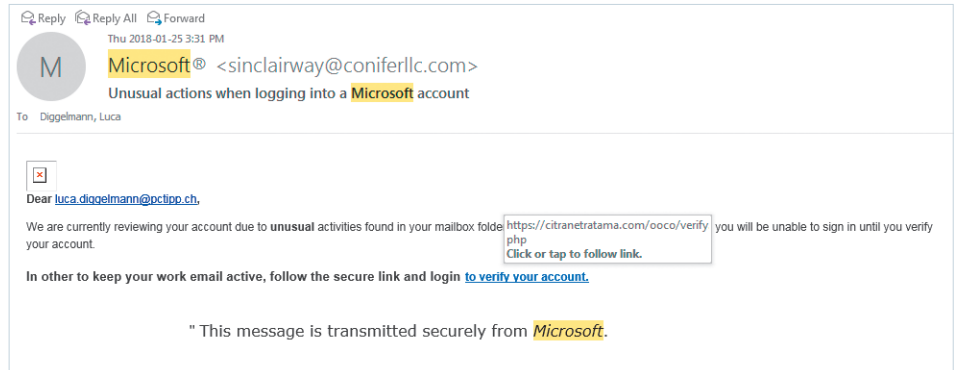 Reply Reply All Forward
Thu 2018-01-25 3:31 PM
M
Microsoft® <sinclairway@coniferllc.com>
Unusual actions when logging into a Microsoft account
To Diggelmann, Luca
Dear luca.diggelmann@pctipp.ch,
We are currently reviewing your account due to unusual activities found in your mailbox folde https://citranetratama.com/ooco/verify you will be unable to sign in until you verify
php
your account.
Click or tap to follow link.
In other to keep your work email active, follow the secure link and login to verify your account.
" This message is transmitted securely from Microsoft.